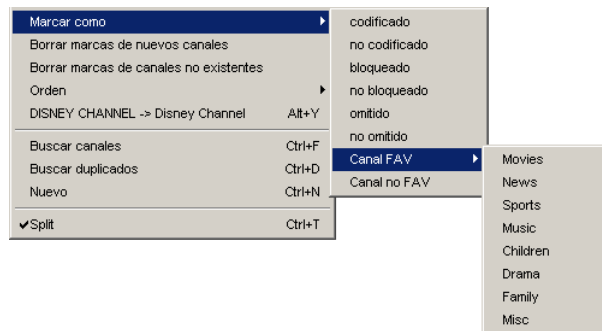 Marcar como
Borrar marcas de nuevos canales
Borrar marcas de canales no existentes
Orden
DISNEY CHANNEL -> Disney Channel Alt+Y
Buscar canales Ctrl+F
Buscar duplicados Ctrl+D
Nuevo Ctrl+N
Split Ctrl+T
codificado
no codificado
bloqueado
no bloqueado
omitido
no omitido
Canal FAV
Canal no FAV
Movies
News
Sports
Music
Children
Drama
Family
Misc